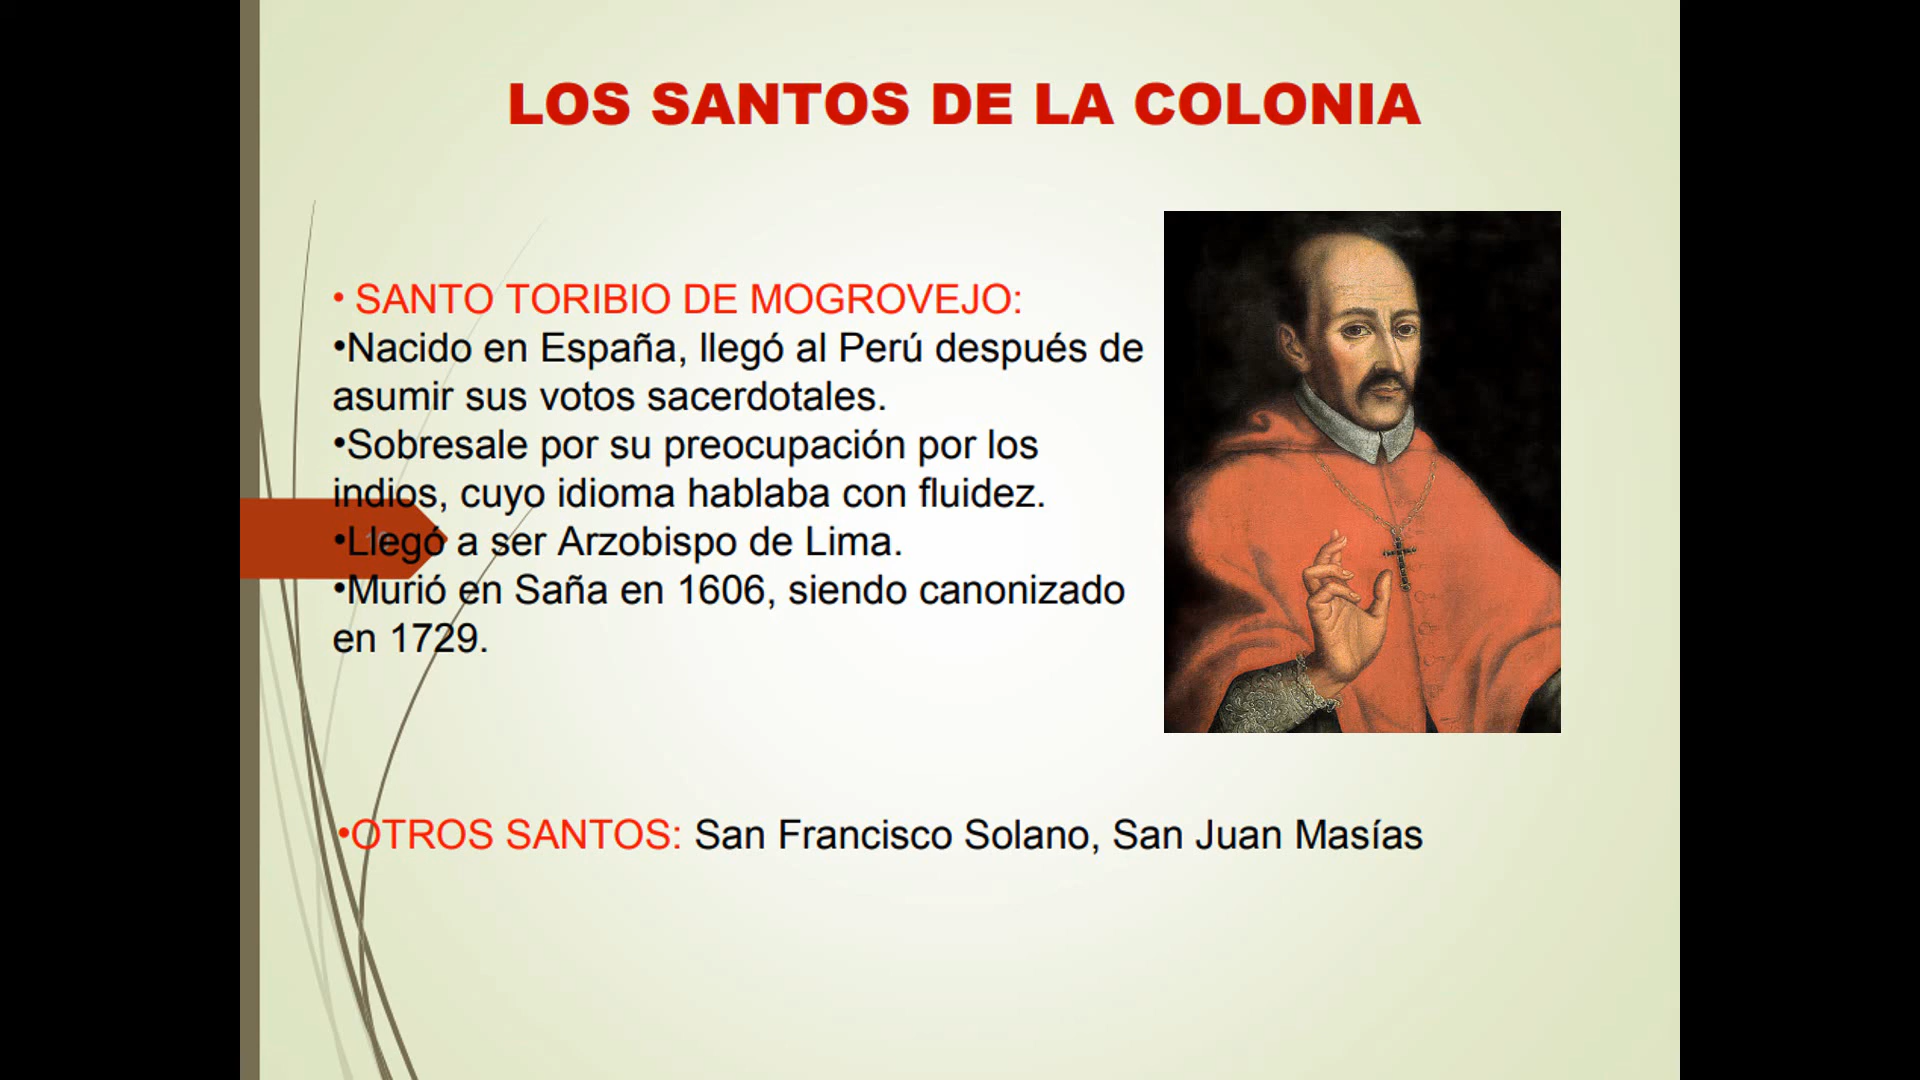 LOS SANTOS DE LA COLONIA
• SANTO TORIBIO DE MOGROVEJO:
•Nacido en España, llegó al Perú después de
asumir sus votos sacerdotales.
•Sobresale por su preocupación por los
indios, cuyo idioma hablaba con fluidez.
•Llegó a ser Arzobispo de Lima.
•Murió en Saña en 1606, siendo canonizado
en 1729.
•OTROS SANTOS: San Francisco Solano, San Juan Masías